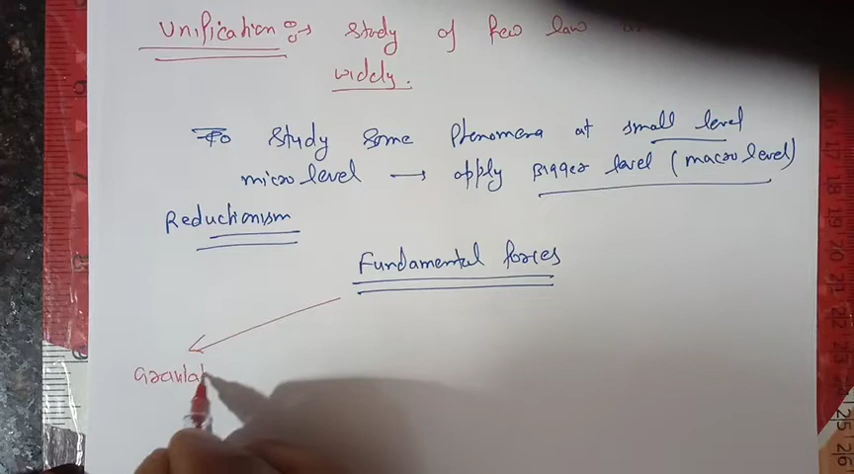 Unification :→ study of few law
widely.
To study some Phenomena at small level
micro level → apply Bigger level (macro level)
Reductionism
Fundamental forces
Gravitat